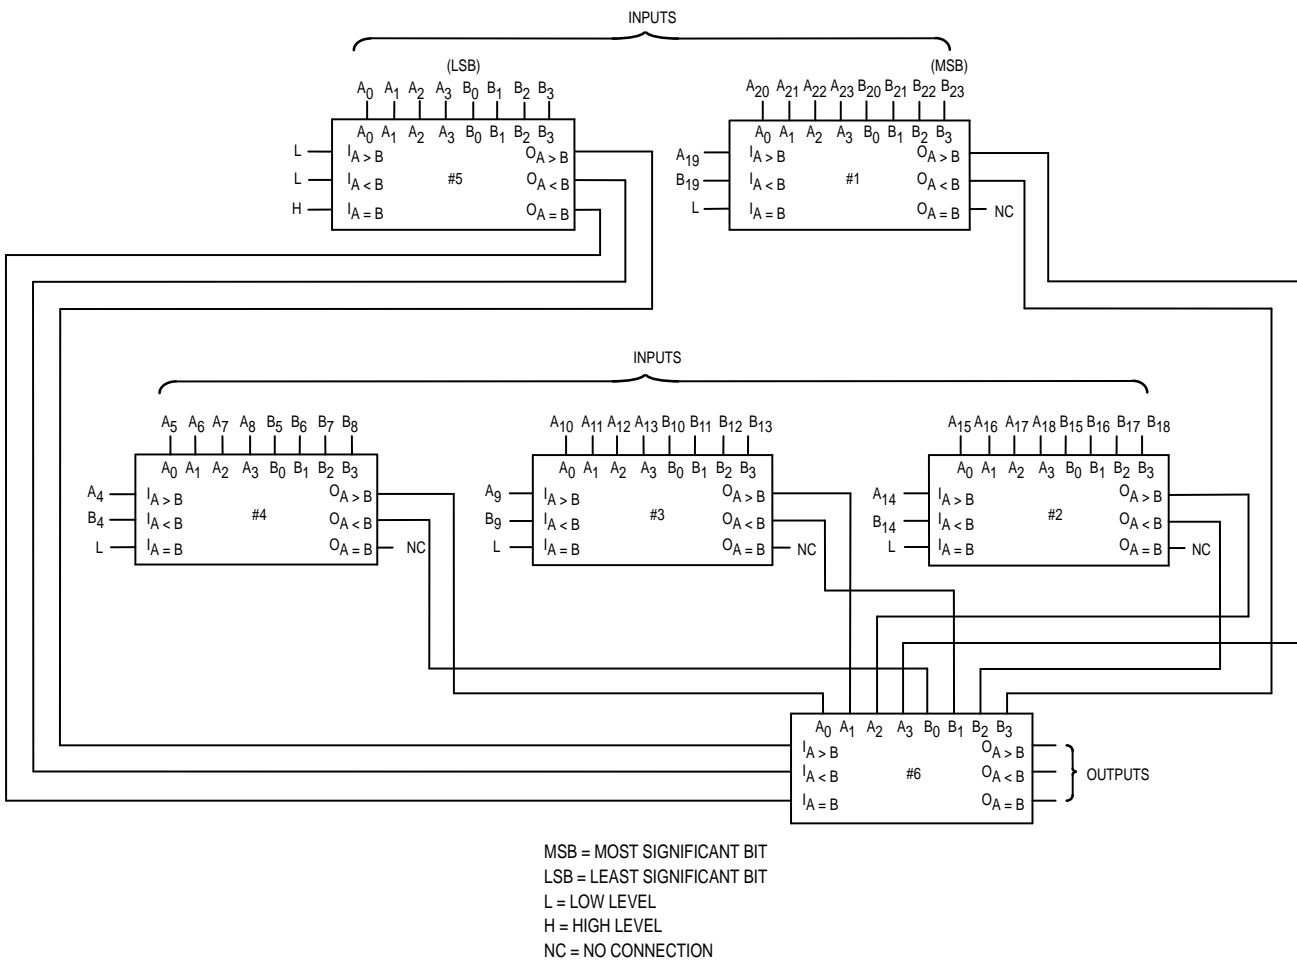 INPUTS
(LSB) (MSB)
A0 A1 A2 A3 B0 B1 B2 B3 A20 A21 A22 A23 B20 B21 B22 B23
A0 A1 A2 A3 B0 B1 B2 B3 A0 A1 A2 A3 B0 B1 B2 B3
L IA > B OA > B A19 IA > B OA > B
L IA < B #5 OA < B B19 IA < B #1 OA < B
H IA = B OA = B L IA = B OA = B NC
INPUTS
A5 A6 A7 A8 B5 B6 B7 B8 A10 A11 A12 A13 B10 B11 B12 B13 A15 A16 A17 A18 B15 B16 B17 B18
A0 A1 A2 A3 B0 B1 B2 B3 A0 A1 A2 A3 B0 B1 B2 B3 A0 A1 A2 A3 B0 B1 B2 B3
A4 IA > B OA > B A9 IA > B OA > B A14 IA > B OA > B
B4 IA < B #4 OA < B B9 IA < B #3 OA < B B14 IA < B #2 OA < B
L IA = B OA = B NC L IA = B OA = B NC L IA = B OA = B NC
A0 A1 A2 A3 B0 B1 B2 B3
IA > B OA > B
IA < B #6 OA < B OUTPUTS
IA = B OA = B
MSB = MOST SIGNIFICANT BIT
LSB = LEAST SIGNIFICANT BIT
L = LOW LEVEL
H = HIGH LEVEL
NC = NO CONNECTION